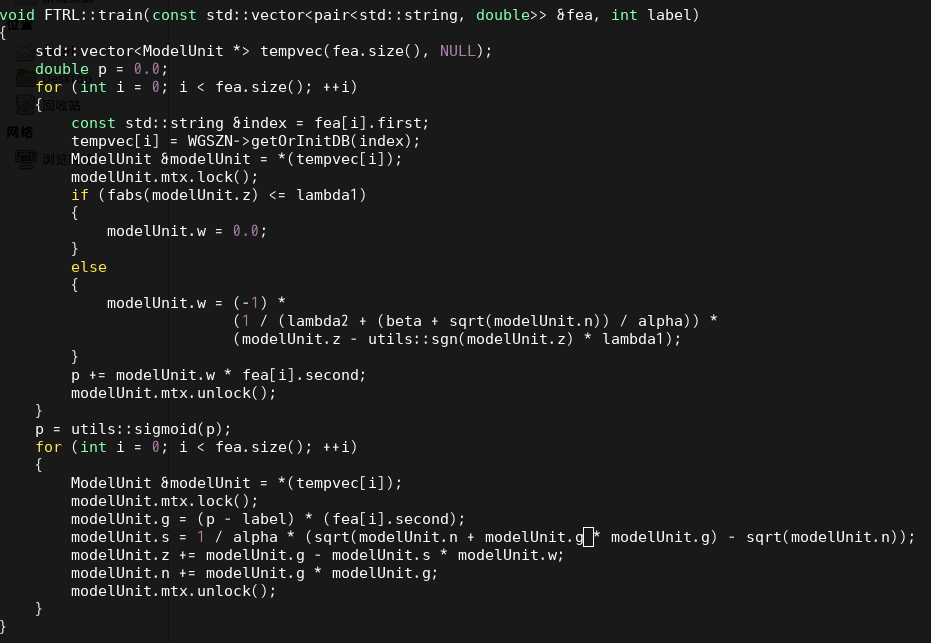 void FTRL::train(const std::vector<pair<std::string, double>> &fea, int label)
{
    std::vector<ModelUnit *> tempvec(fea.size(), NULL);
    double p = 0.0;
    for (int i = 0; i < fea.size(); ++i)
    {
        const std::string &index = fea[i].first;
        tempvec[i] = WGSZN->getOrInitDB(index);
        ModelUnit &modelUnit = *(tempvec[i]);
        modelUnit.mtx.lock();
        if (fabs(modelUnit.z) <= lambda1)
        {
            modelUnit.w = 0.0;
        }
        else
        {
            modelUnit.w = (-1) *
                          (1 / (lambda2 + (beta + sqrt(modelUnit.n)) / alpha)) *
                          (modelUnit.z - utils::sgn(modelUnit.z) * lambda1);
        }
        p += modelUnit.w * fea[i].second;
        modelUnit.mtx.unlock();
    }
    p = utils::sigmoid(p);
    for (int i = 0; i < fea.size(); ++i)
    {
        ModelUnit &modelUnit = *(tempvec[i]);
        modelUnit.mtx.lock();
        modelUnit.g = (p - label) * (fea[i].second);
        modelUnit.s = 1 / alpha * (sqrt(modelUnit.n + modelUnit.g * modelUnit.g) - sqrt(modelUnit.n));
        modelUnit.z += modelUnit.g - modelUnit.s * modelUnit.w;
        modelUnit.n += modelUnit.g * modelUnit.g;
        modelUnit.mtx.unlock();
    }
}
回收站
网络
浏览